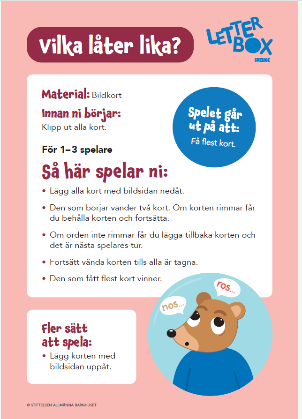 Vilka låter lika?
LETTER
BOX
Material: Bildkort
Innan ni börjar:
Klipp ut alla kort.
Spelet går
ut på att:
Få flest kort.
För 1–3 spelare
Så här spelar ni:
• Lägg alla kort med bildsidan nedåt.
• Den som börjar vänder två kort. Om korten rimmar får
du behålla korten och fortsätta.
• Om orden inte rimmar får du lägga tillbaka korten och
det är nästa spelares tur.
• Fortsätt vända korten tills alla är tagna.
• Den som fått flest kort vinner.
ros...
nos...
Fler sätt
att spela:
• Lägg korten med
bildsidan uppåt.
© STIFTELSEN ALLMÄNNA BARNHUSET